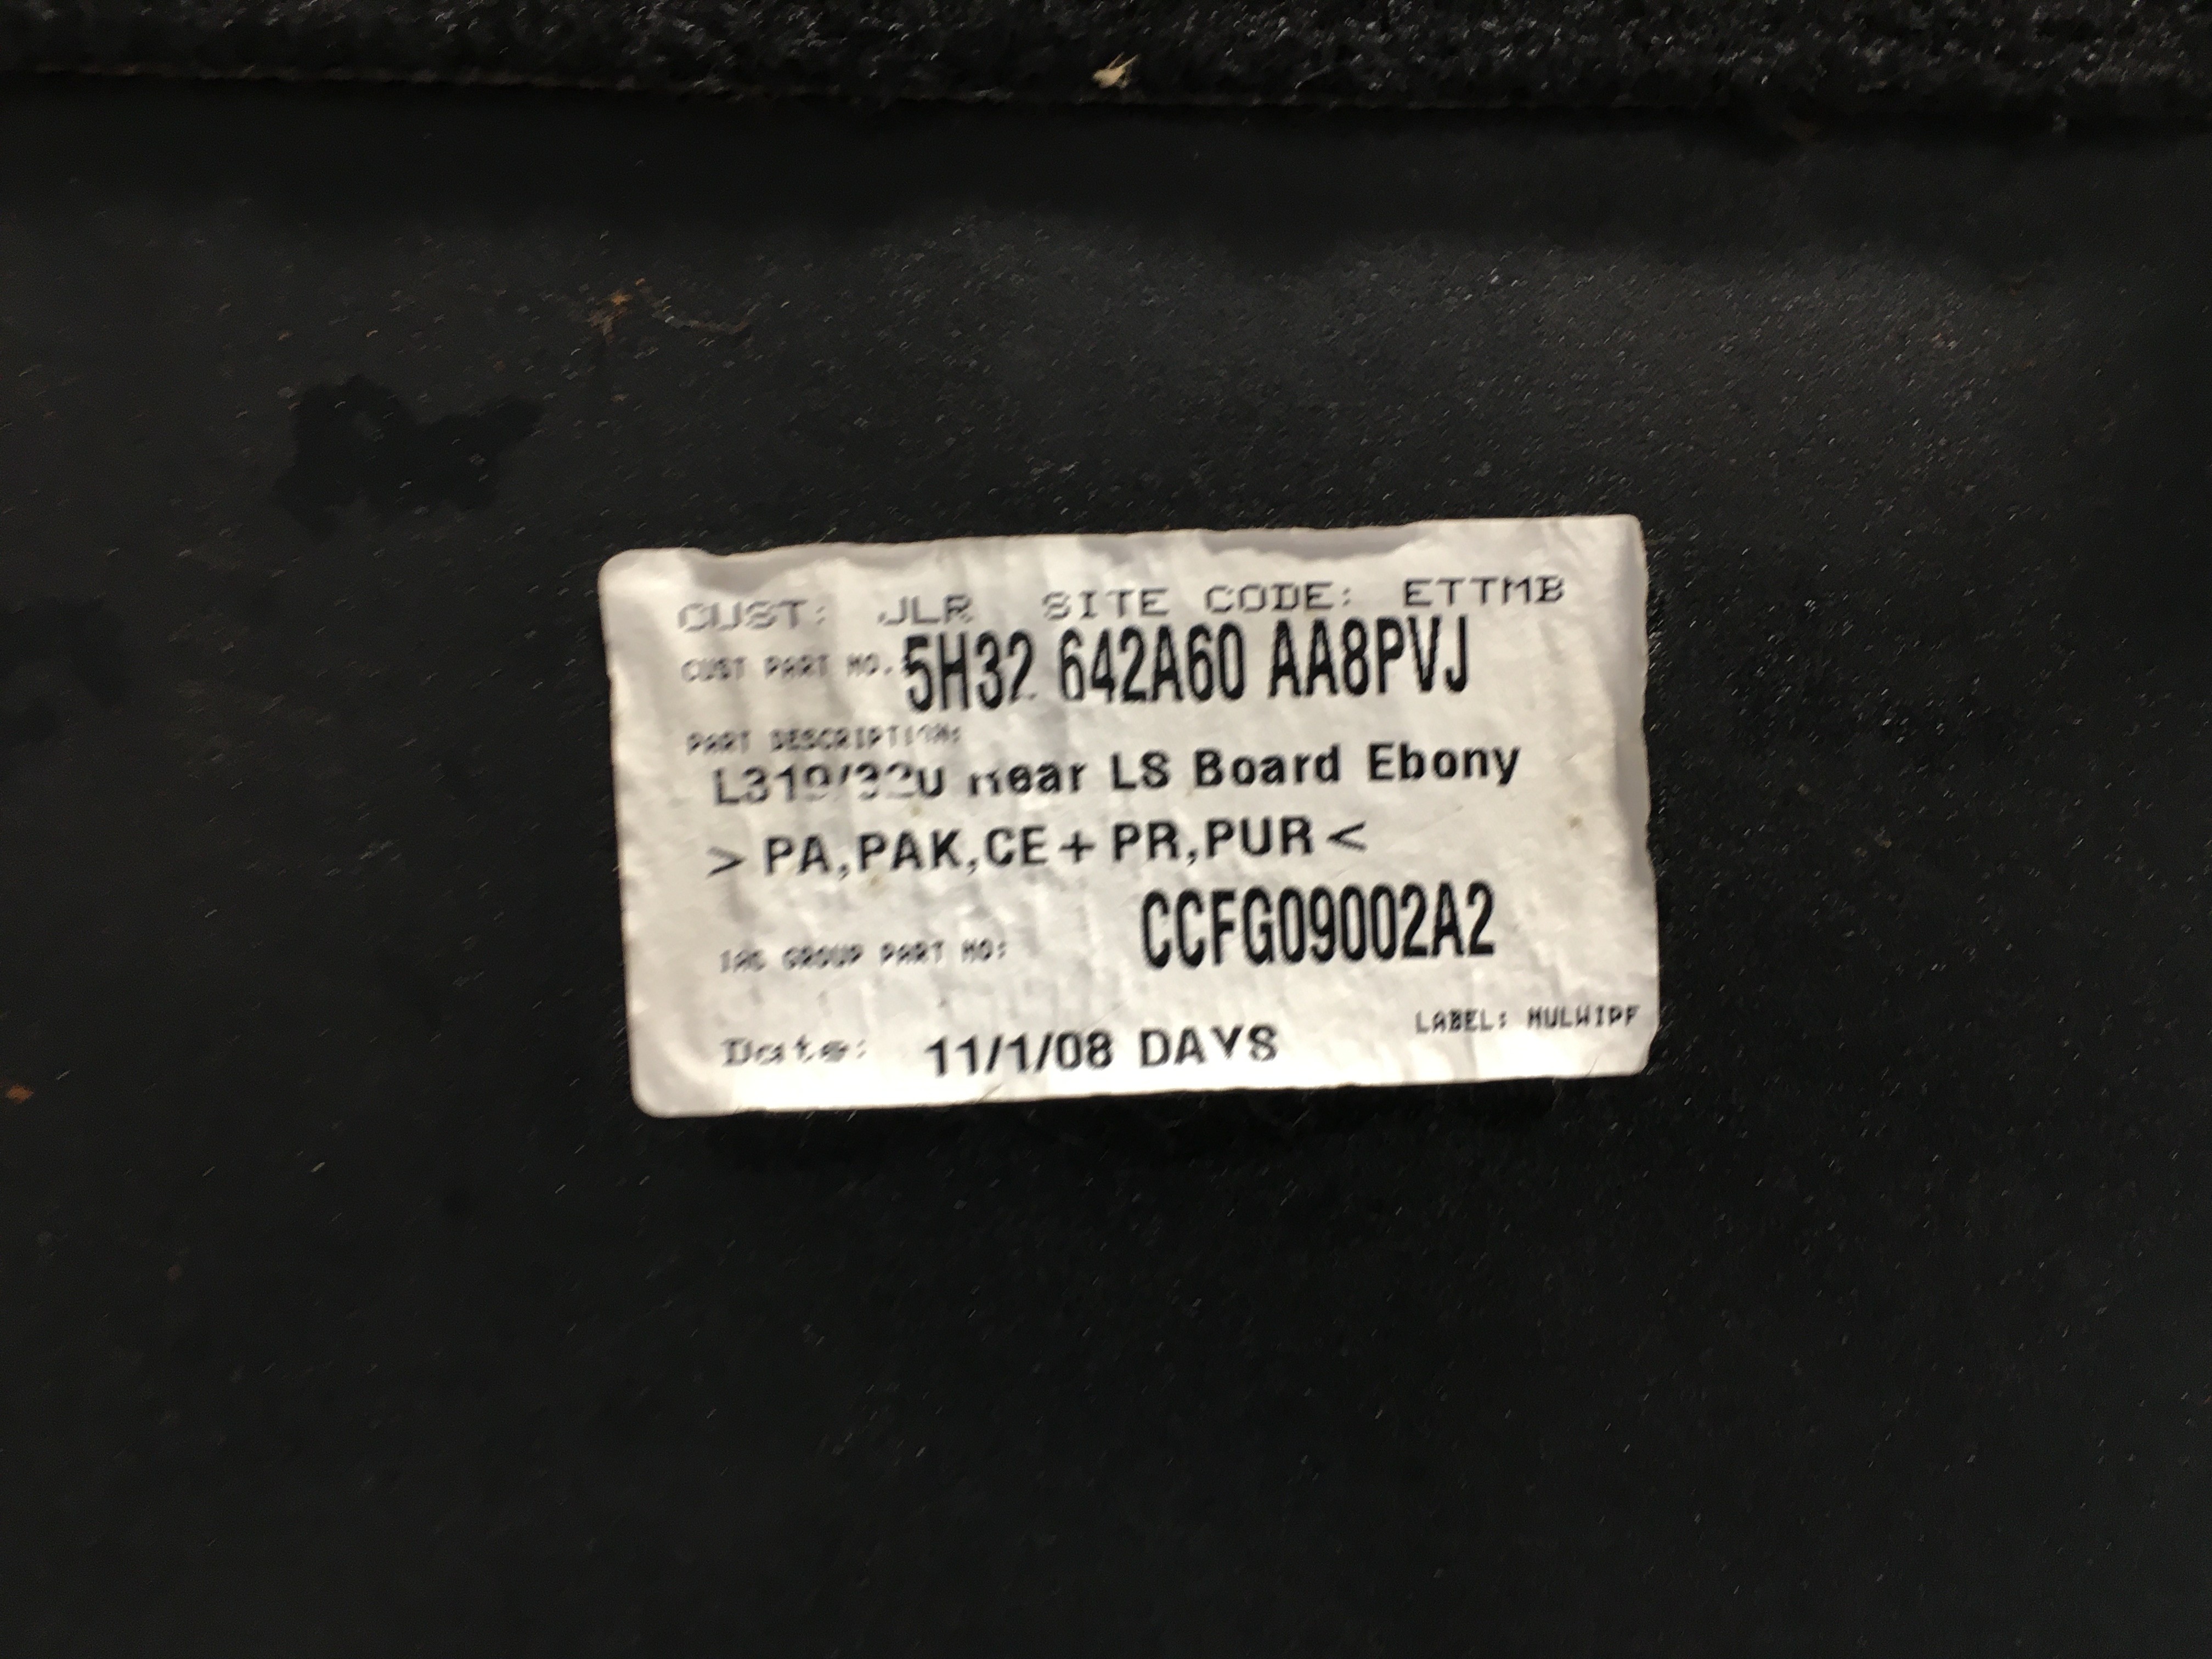 CUST: JLR SITE CODE: ETTMB
CUST PART NO. 5H32 642A60 AA8PVJ
PART DESCRIPTION:
L319/320 Rear LS Board Ebony
> PA,PAK,CE + PR,PUR <
IAC GROUP PART NO: CCFG09002A2
LABEL: MULWIPF
Date: 11/1/08 DAYS